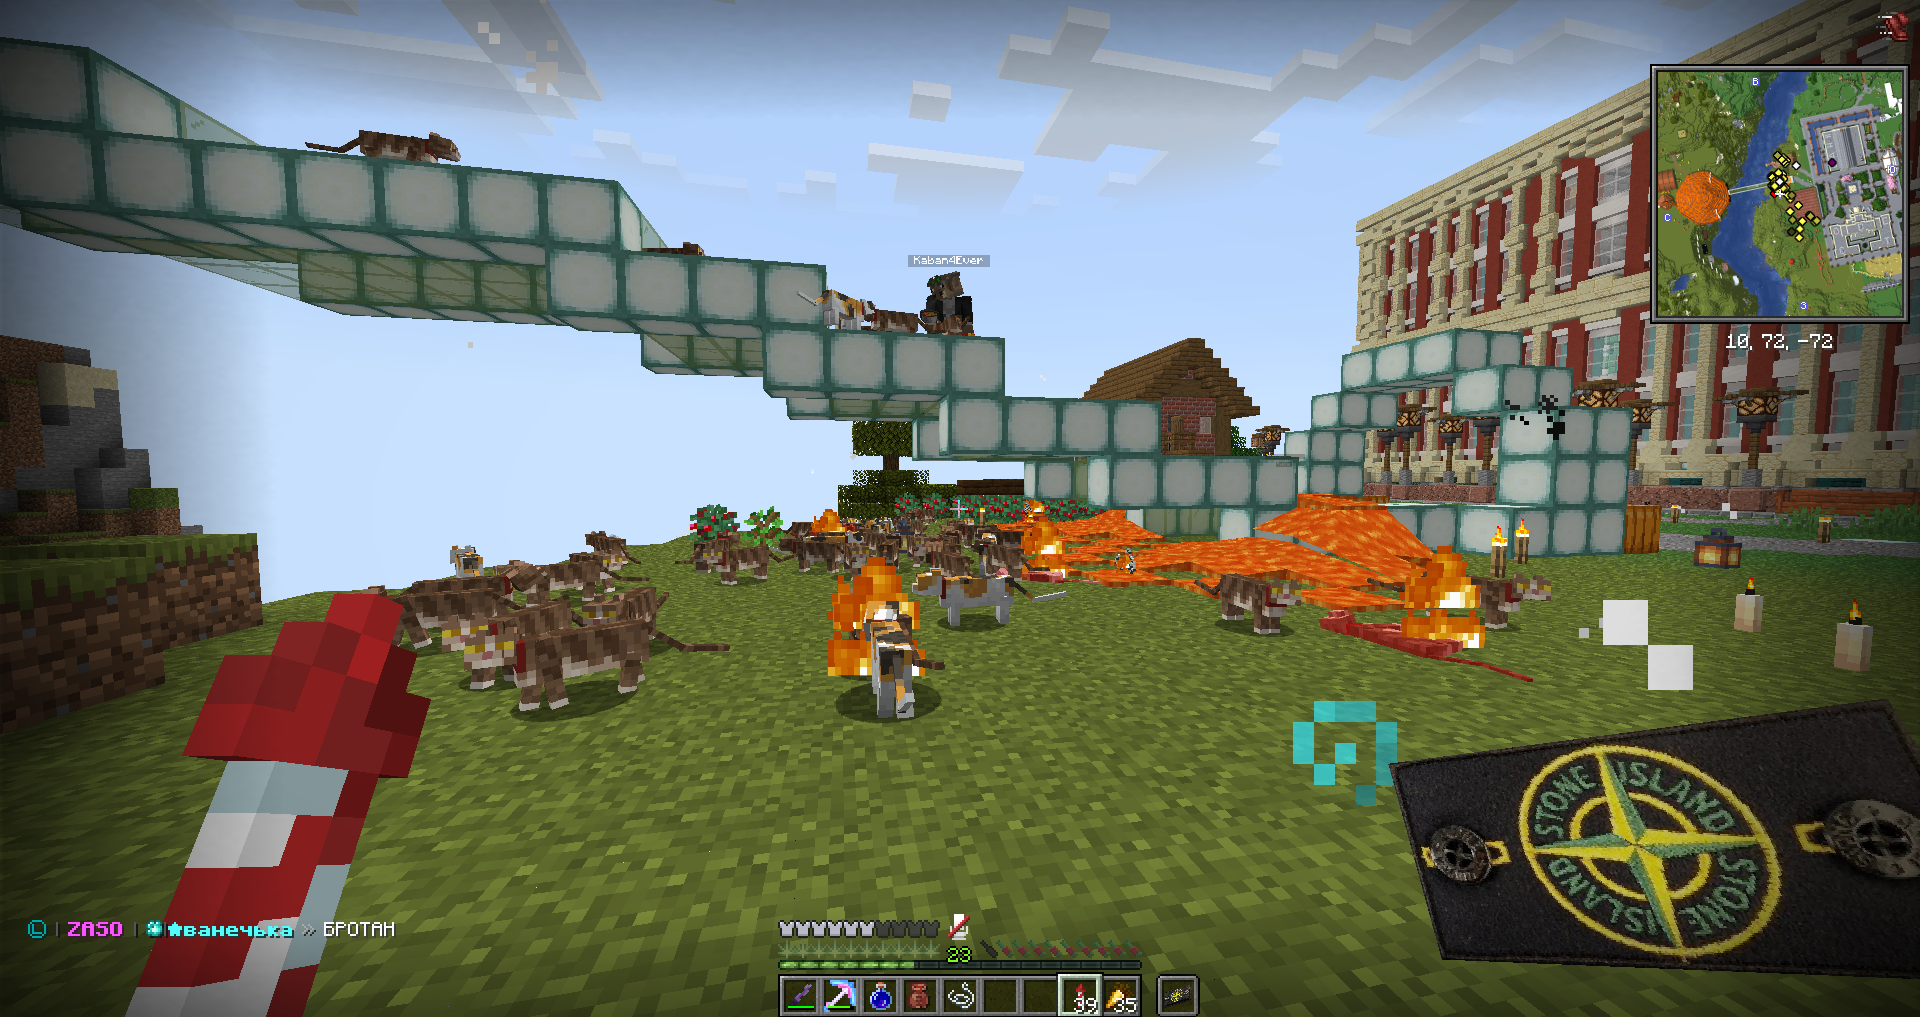 Kaban4Ever
B
C
S
10, 72, -72
STONE ISLAND
STONE ISLAND
L | ZA50 | ★ванечька » БРОТАН
23
39
35